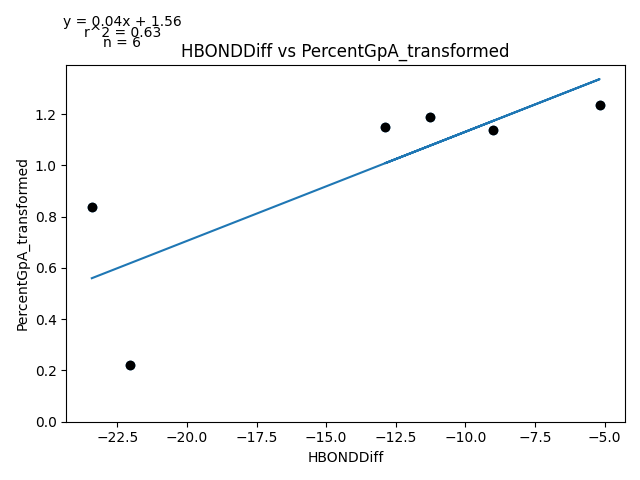 y = 0.04x + 1.56
r^2 = 0.63
n = 6
HBONDDiff vs PercentGpA_transformed
PercentGpA_transformed
1.2
1.0
0.8
0.6
0.4
0.2
0.0
−22.5 −20.0 −17.5 −15.0 −12.5 −10.0 −7.5 −5.0
HBONDDiff